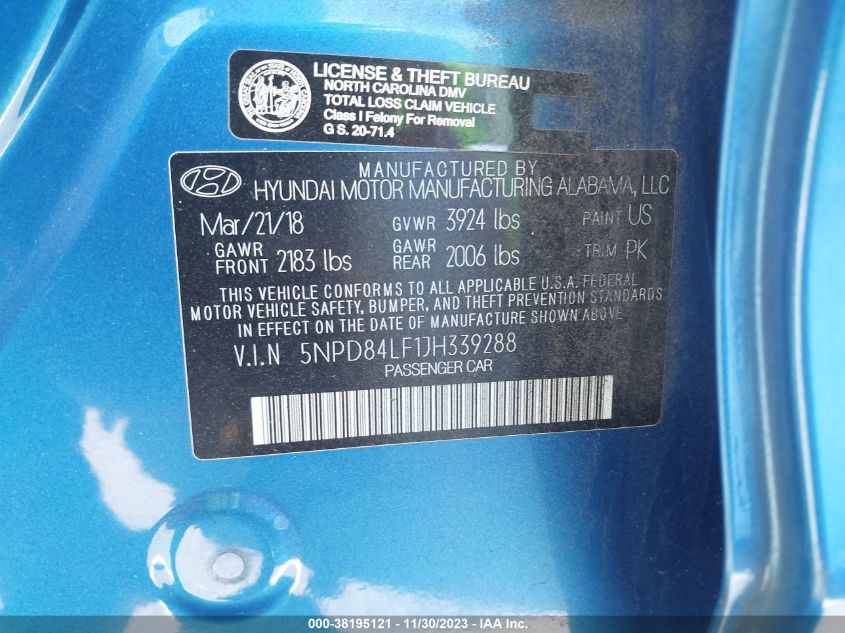 LICENSE & THEFT BUREAU
NORTH CAROLINA DMV
TOTAL LOSS CLAIM VEHICLE
Class I Felony For Removal
G S. 20-71.4
MANUFACTURED BY
HYUNDAI MOTOR MANUFACTURING ALABAMA, LLC
Mar/21/18 GVWR 3924 lbs PAINT US
GAWR FRONT 2183 lbs GAWR REAR 2006 lbs TRIM PK
THIS VEHICLE CONFORMS TO ALL APPLICABLE U.S.A. FEDERAL
MOTOR VEHICLE SAFETY, BUMPER, AND THEFT PREVENTION STANDARDS
IN EFFECT ON THE DATE OF MANUFACTURE SHOWN ABOVE.
V.I.N 5NPD84LF1JH339288
PASSENGER CAR
000-38195121 - 11/30/2023 - IAA Inc.